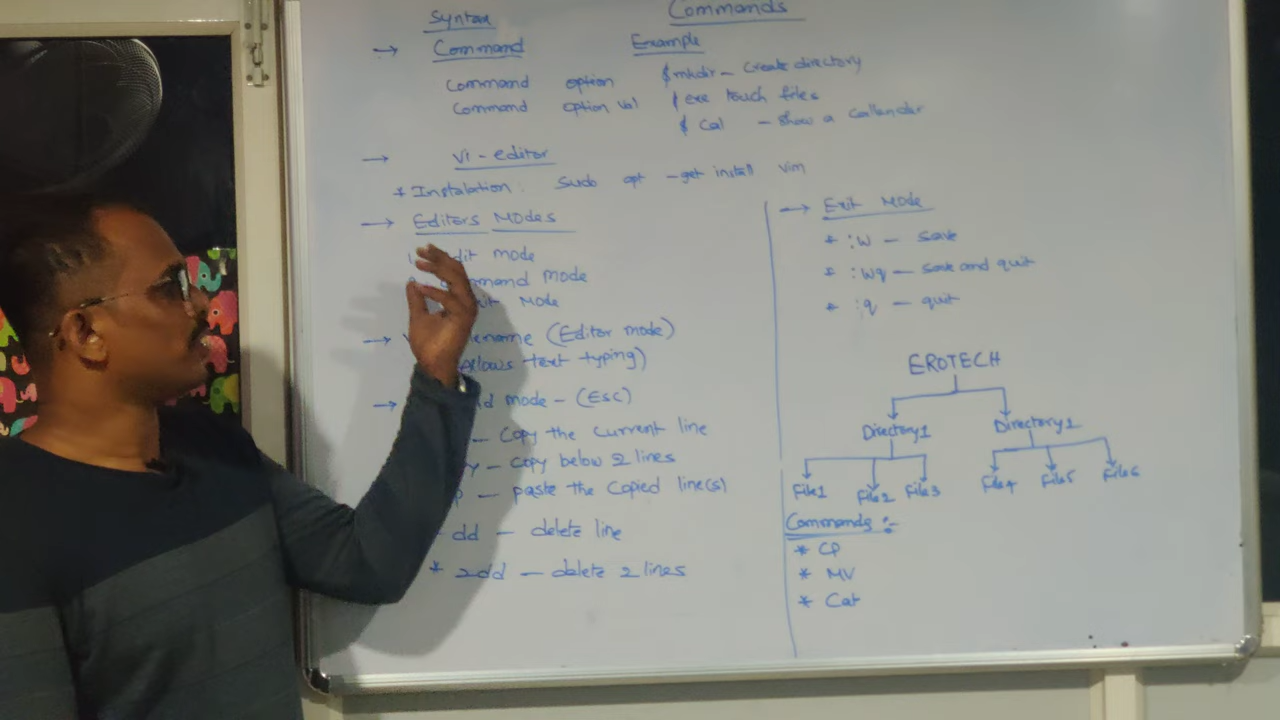 Syntax
Commands
→ Command
Example
Command option $mkdir - create directory
Command option val $ exe touch files
$ Cal - show a Callendar
→ Vi - editor
* Instalation: Sudo apt -get install vim
→ Editors Modes
edit mode
mode
Mode
→ (Editor mode)
text typing)
→ mode - (Esc)
- Copy the current line
- Copy below 2 lines
- paste the Copied line(s)
dd - delete line
* 2dd - delete 2 lines
→ Exit Mode
* :w - save
* :wq - save and quit
* :q - quit
EROTECH
Directory1 Directory1
File1 File2 File3 File4 File5 File6
Commands :-
* CP
* MV
* Cat